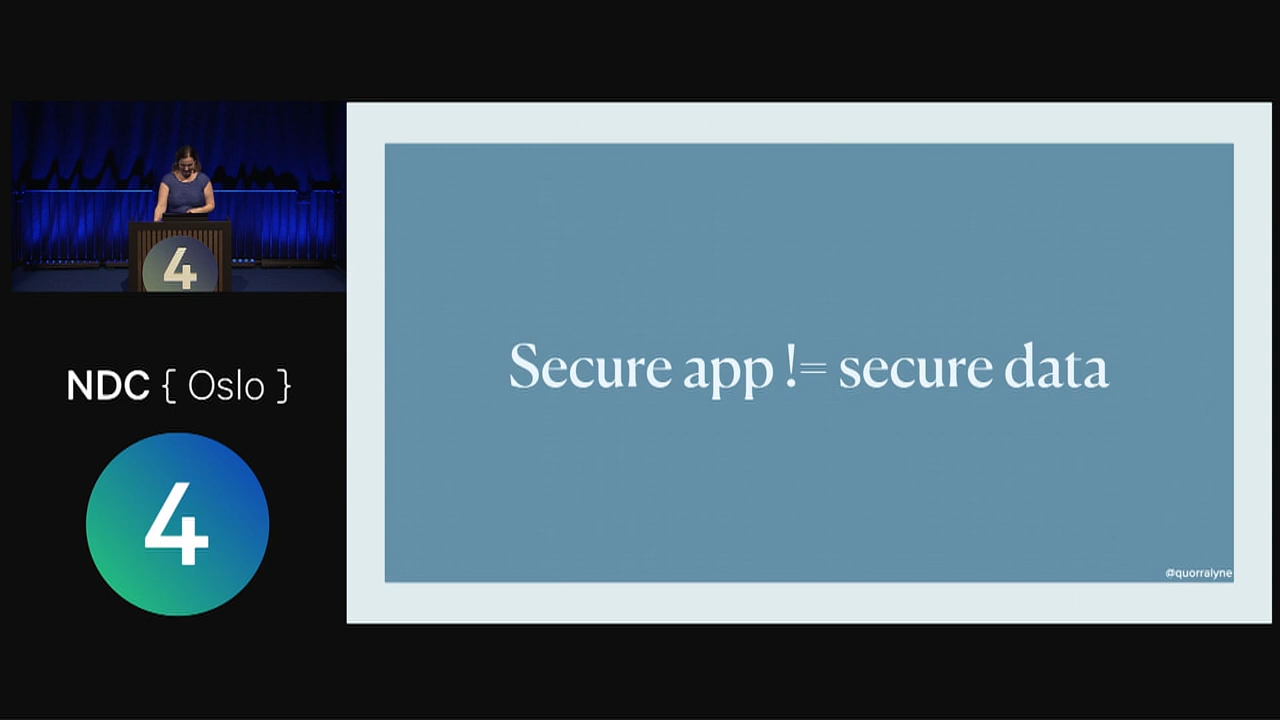 4
NDC { Oslo }
4
Secure app != secure data
@quorralyne